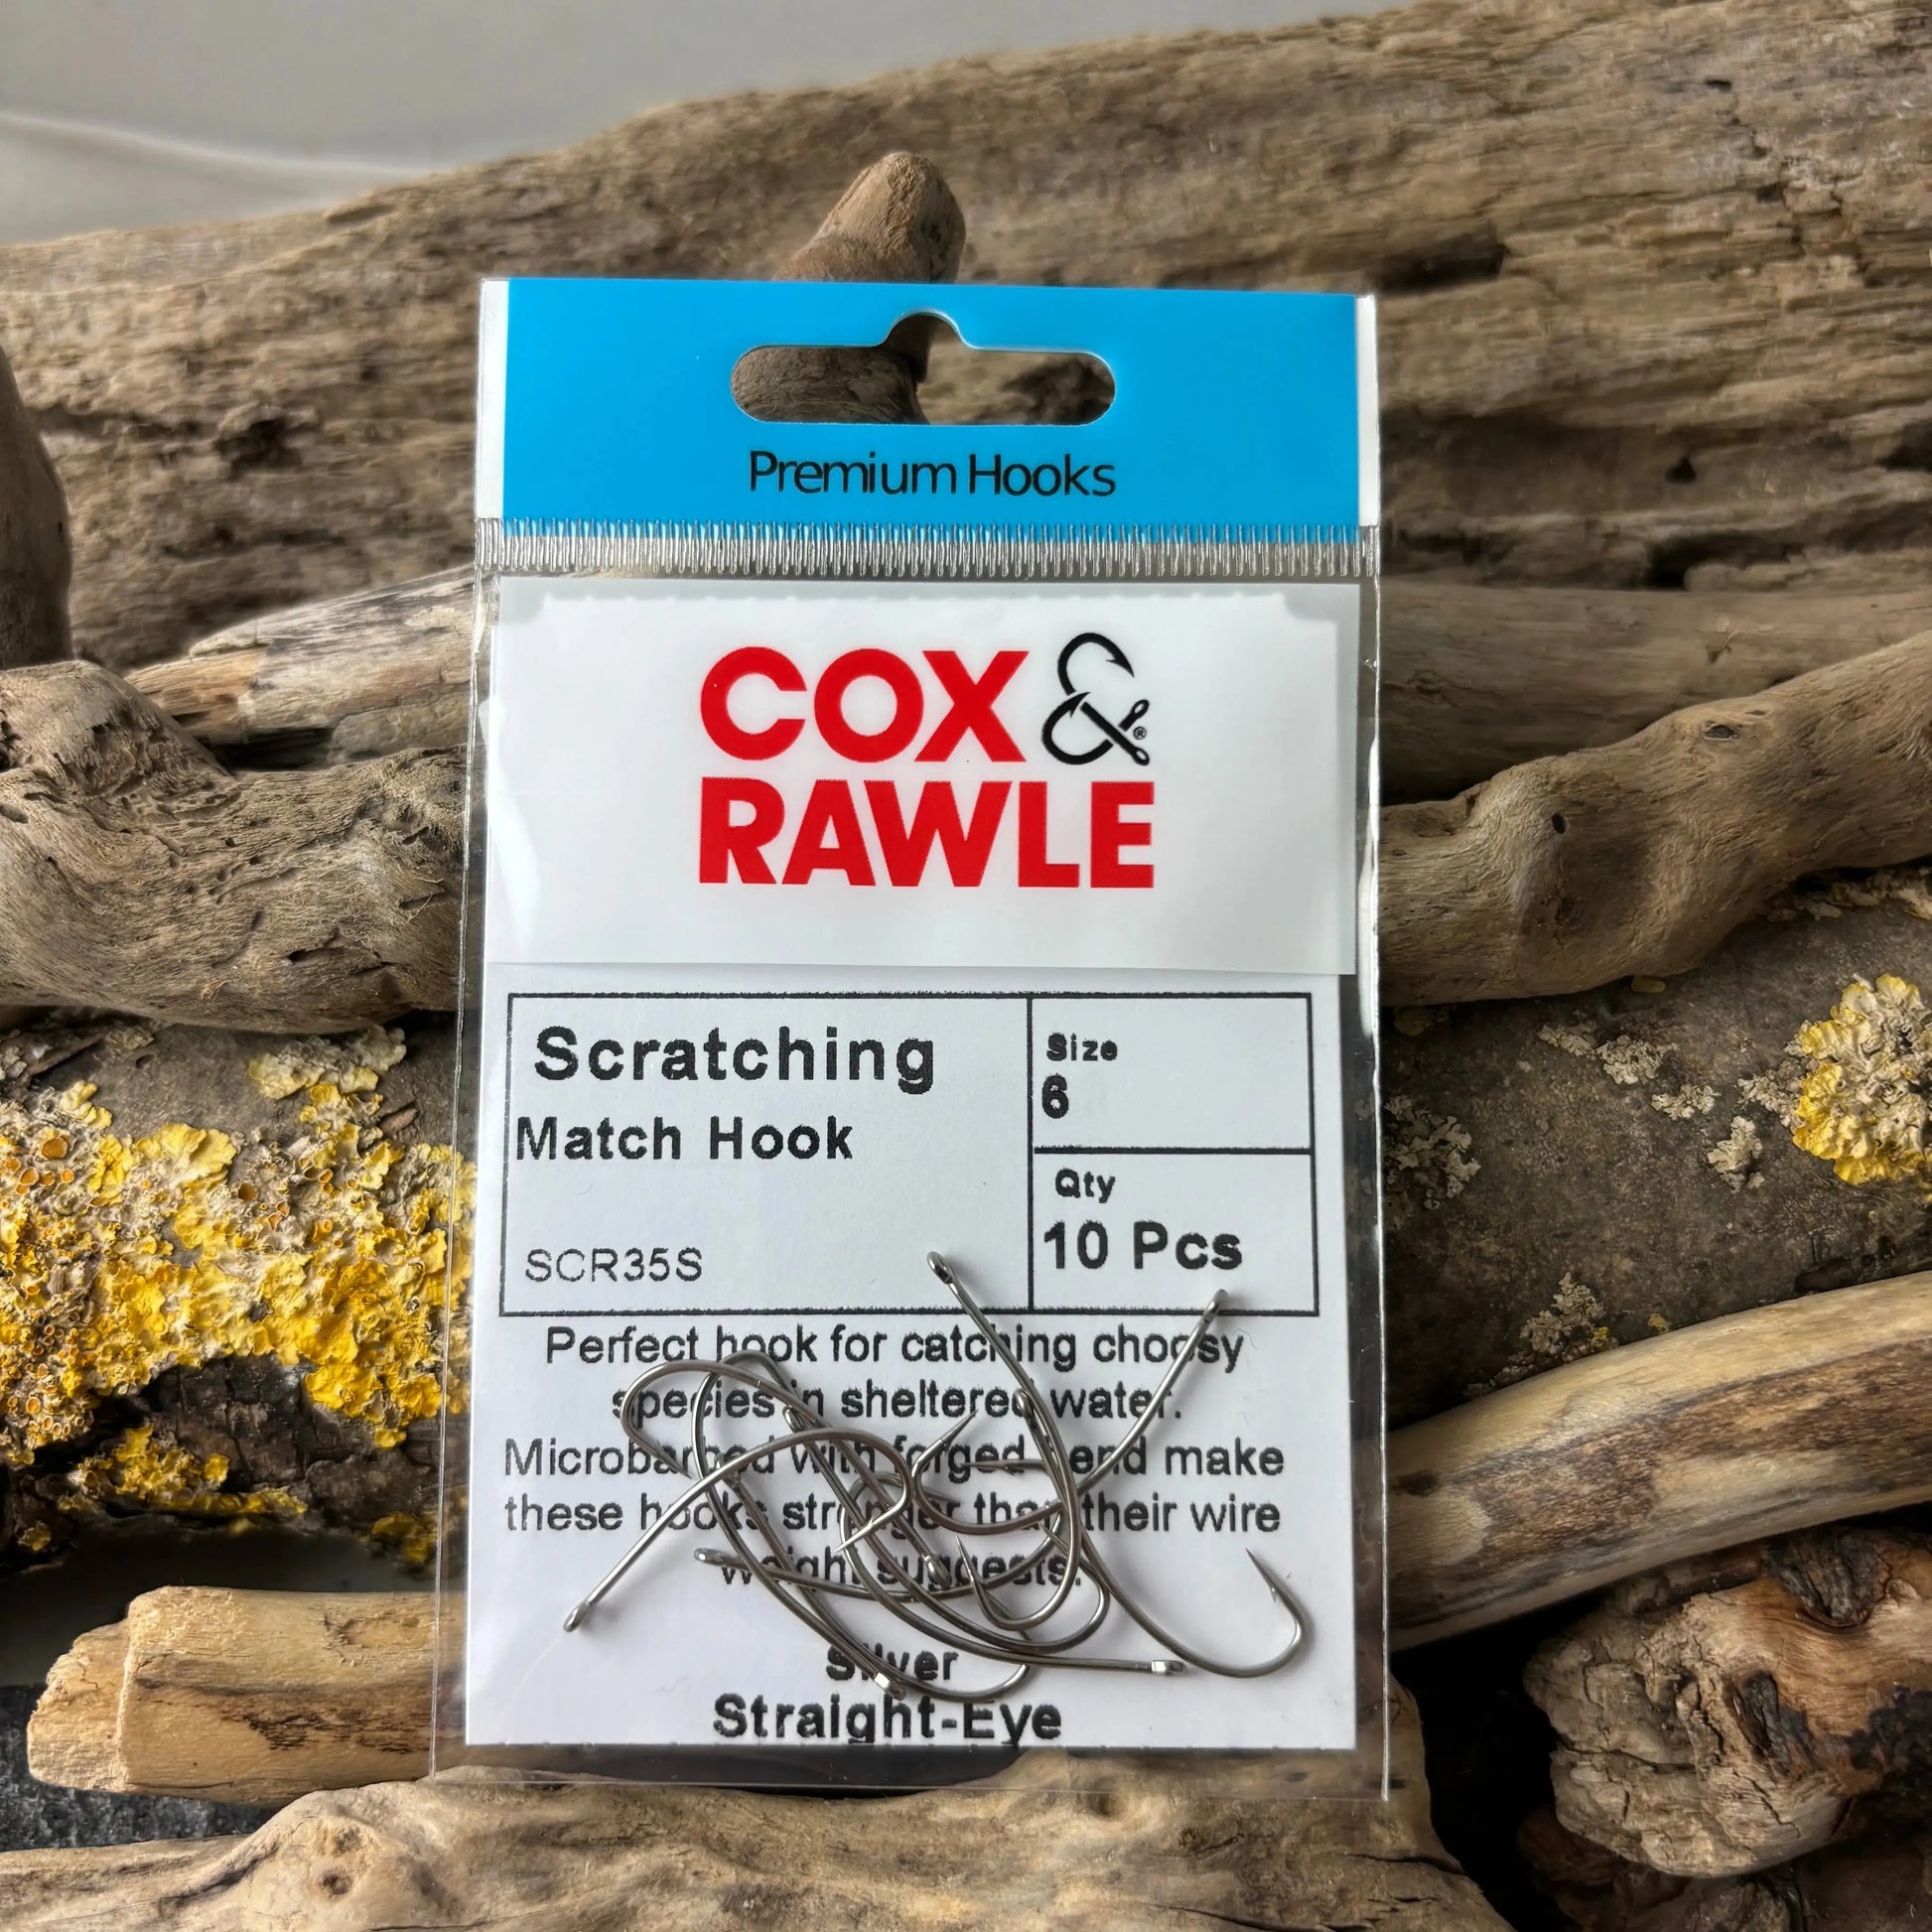 Premium Hooks
COX &
RAWLE
Scratching
Match Hook
SCR35S
Size
6
Qty
10 Pcs
Perfect hook for catching choosy
species in sheltered water.
Microbarbed with forged bend make
these hooks stronger than their wire
weight suggests.
Silver
Straight-Eye